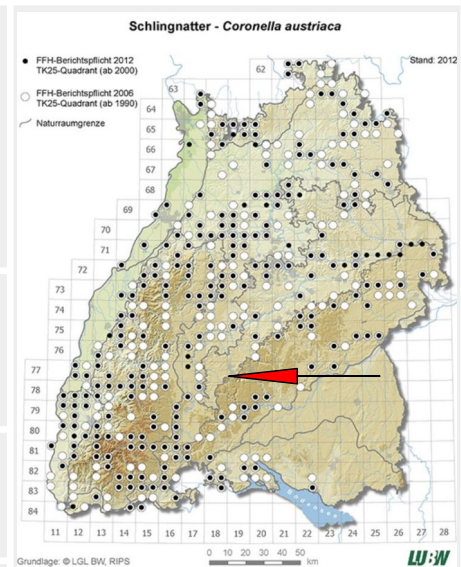 Schlingnatter - Coronella austriaca
FFH-Berichtspflicht 2012
TK25-Quadrant (ab 2000)
FFH-Berichtspflicht 2006
TK25-Quadrant (ab 1990)
Naturraumgrenze
Stand: 2012
62
63
64
65
66
67
68
69
70
71
72
73
74
75
76
77
78
79
80
81
82
83
84
11 12 13 14 15 16 17 18 19 20 21 22 23 24 25 26 27 28
Grundlage: © LGL BW, RIPS
0 10 20 30 40 50
km
LUBW